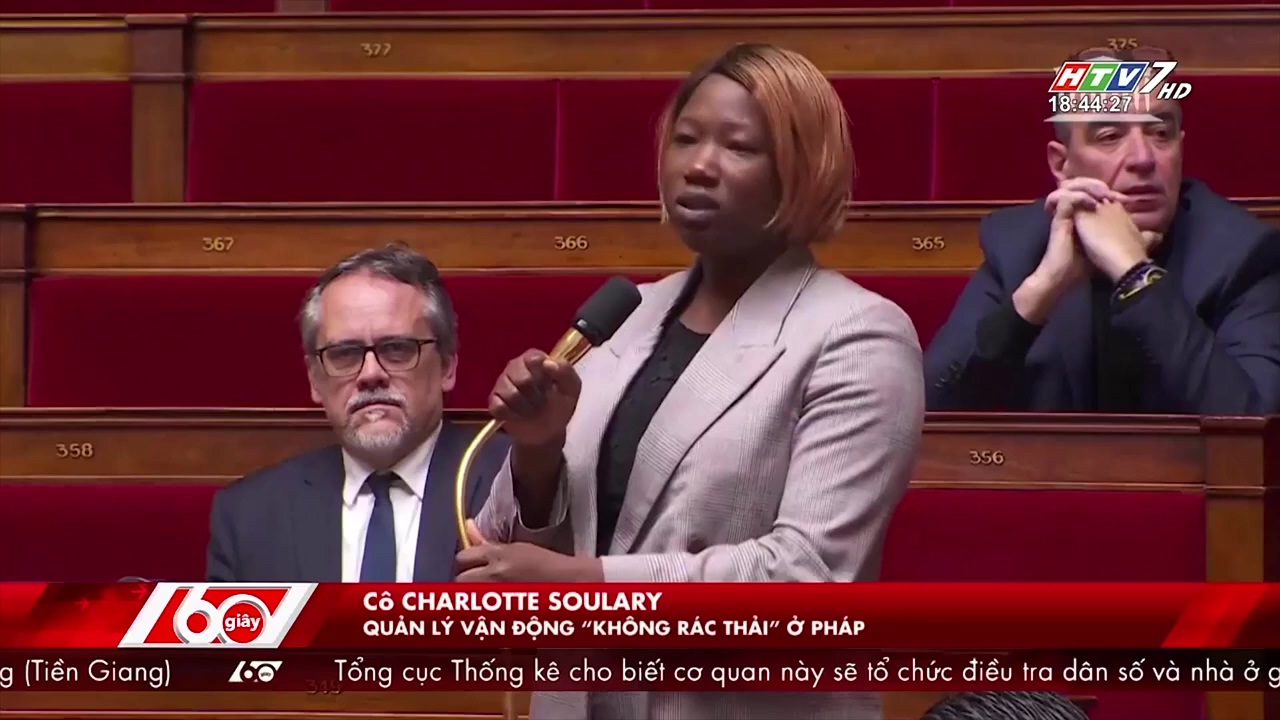 377
375
HTV7 HD
18:44:27
367
366
365
358
356
60 giây
Cô CHARLOTTE SOULARY
QUẢN LÝ VẬN ĐỘNG “KHÔNG RÁC THẢI” Ở PHÁP
g (Tiền Giang) 60 giây Tổng cục Thống kê cho biết cơ quan này sẽ tổ chức điều tra dân số và nhà ở g
349